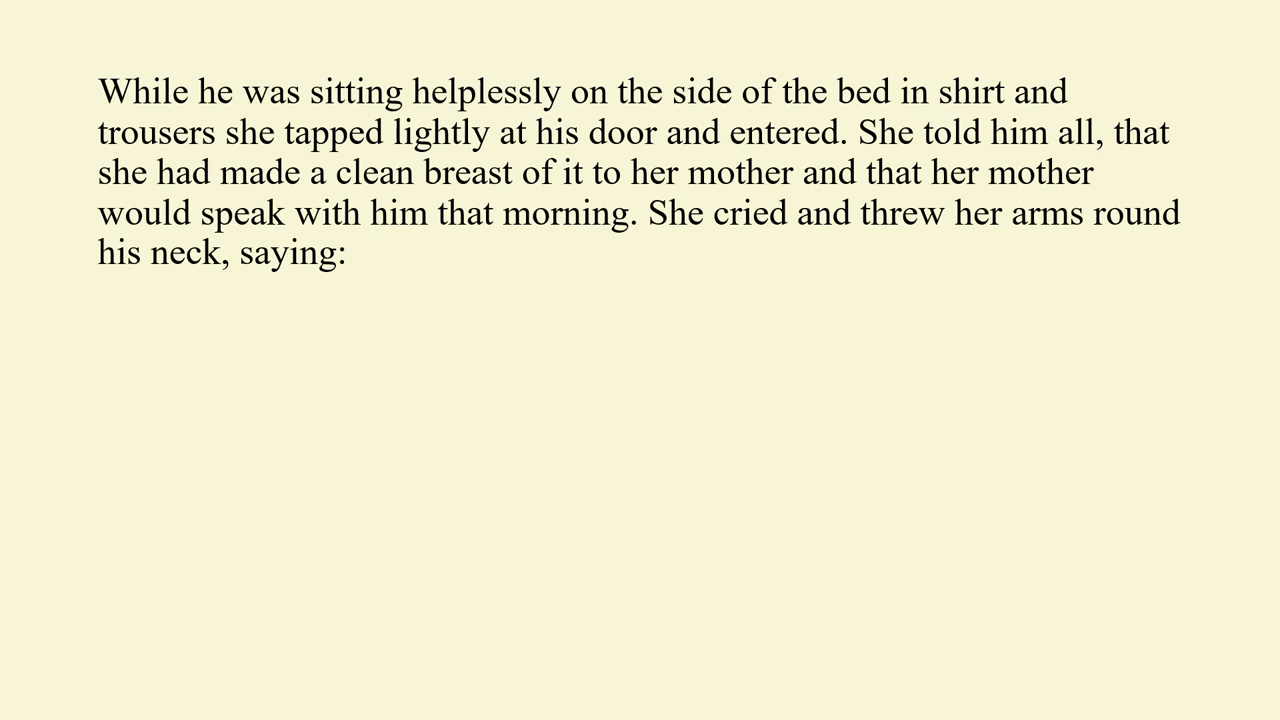 While he was sitting helplessly on the side of the bed in shirt and
trousers she tapped lightly at his door and entered. She told him all, that
she had made a clean breast of it to her mother and that her mother
would speak with him that morning. She cried and threw her arms round
his neck, saying: